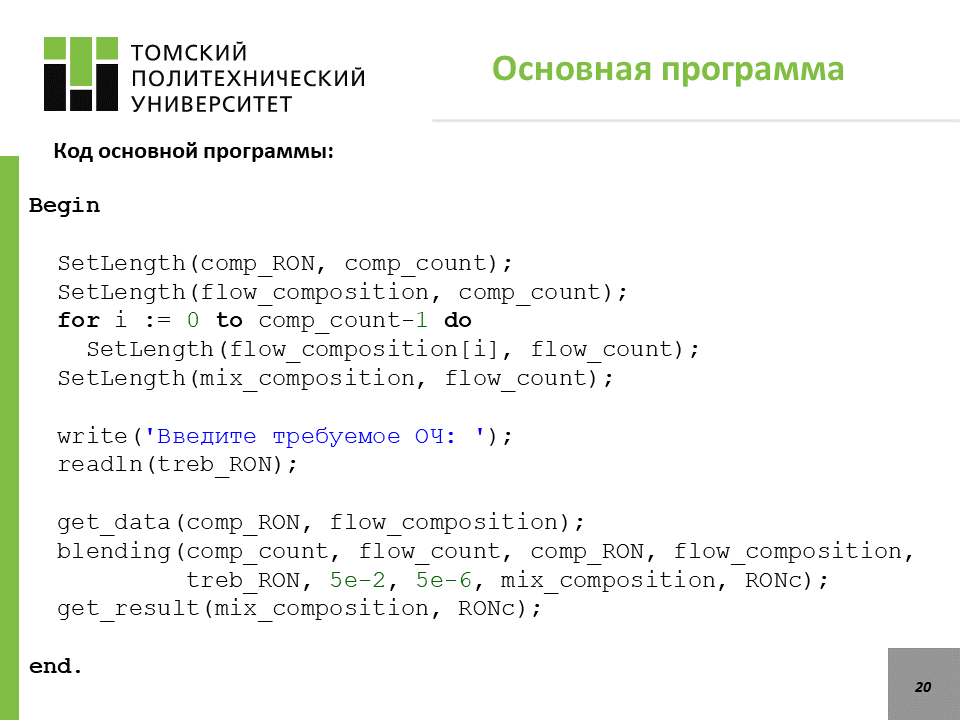 ТОМСКИЙ
ПОЛИТЕХНИЧЕСКИЙ
УНИВЕРСИТЕТ
Основная программа
Код основной программы:
Begin
SetLength(comp_RON, comp_count);
SetLength(flow_composition, comp_count);
for i := 0 to comp_count-1 do
SetLength(flow_composition[i], flow_count);
SetLength(mix_composition, flow_count);
write('Введите требуемое ОЧ: ');
readln(treb_RON);
get_data(comp_RON, flow_composition);
blending(comp_count, flow_count, comp_RON, flow_composition,
treb_RON, 5e-2, 5e-6, mix_composition, RONc);
get_result(mix_composition, RONc);
end.
20